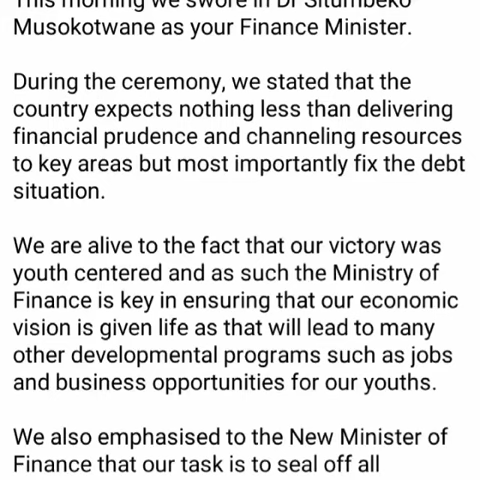 This morning we swore in Dr Situmbeko
Musokotwane as your Finance Minister.
During the ceremony, we stated that the
country expects nothing less than delivering
financial prudence and channeling resources
to key areas but most importantly fix the debt
situation.
We are alive to the fact that our victory was
youth centered and as such the Ministry of
Finance is key in ensuring that our economic
vision is given life as that will lead to many
other developmental programs such as jobs
and business opportunities for our youths.
We also emphasised to the New Minister of
Finance that our task is to seal off all